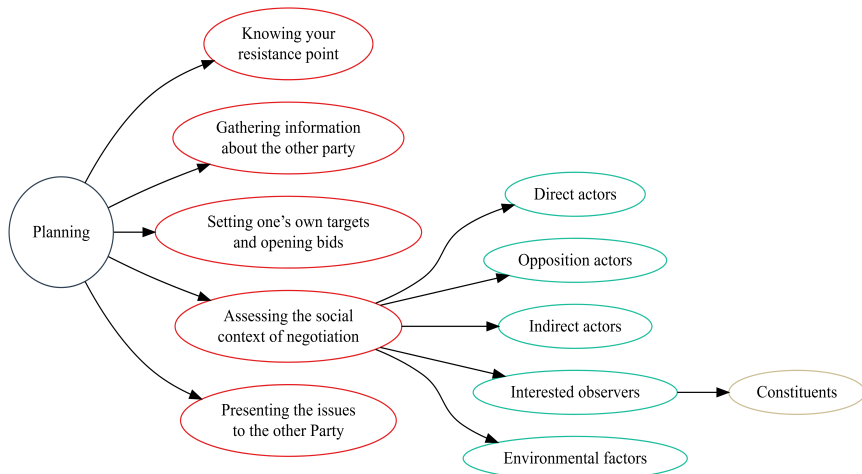 Knowing your
resistance point
Gathering information
about the other party
Planning
Setting one’s own targets
and opening bids
Assessing the social
context of negotiation
Presenting the issues
to the other Party
Direct actors
Opposition actors
Indirect actors
Interested observers
Environmental factors
Constituents